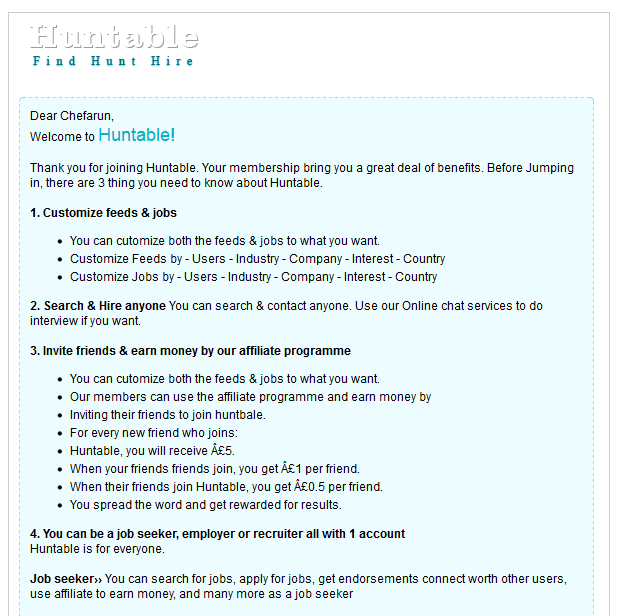 Huntable
Find Hunt Hire
Dear Chefarun,
Welcome to Huntable!
Thank you for joining Huntable. Your membership bring you a great deal of benefits. Before Jumping
in, there are 3 thing you need to know about Huntable.
1. Customize feeds & jobs
• You can cutomize both the feeds & jobs to what you want.
• Customize Feeds by - Users - Industry - Company - Interest - Country
• Customize Jobs by - Users - Industry - Company - Interest - Country
2. Search & Hire anyone You can search & contact anyone. Use our Online chat services to do
interview if you want.
3. Invite friends & earn money by our affiliate programme
• You can cutomize both the feeds & jobs to what you want.
• Our members can use the affiliate programme and earn money by
• Inviting their friends to join huntbale.
• For every new friend who joins:
• Huntable, you will receive Â£5.
• When your friends friends join, you get Â£1 per friend.
• When their friends join Huntable, you get Â£0.5 per friend.
• You spread the word and get rewarded for results.
4. You can be a job seeker, employer or recruiter all with 1 account
Huntable is for everyone.
Job seeker›› You can search for jobs, apply for jobs, get endorsements connect worth other users,
use affiliate to earn money, and many more as a job seeker